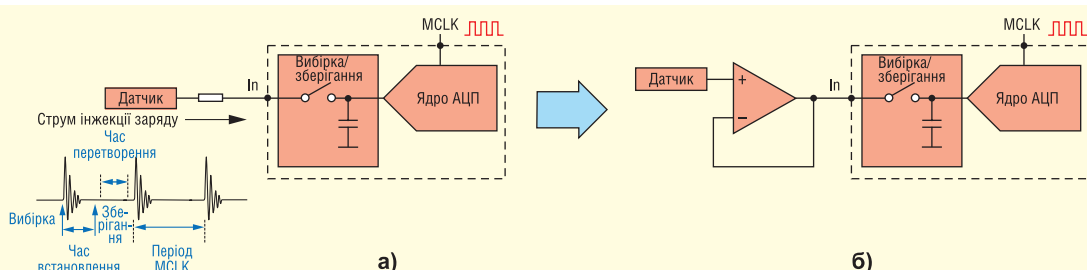 MCLK
Вибірка/
зберігання
In
Датчик
Ядро АЦП
Струм інжекції заряду
Час
перетворення
Вибірка
Збе-
ріган-
ня
Час
встановлення
Період
MCLK
а)
MCLK
Вибірка/
зберігання
In
Датчик
+
−
Ядро АЦП
б)